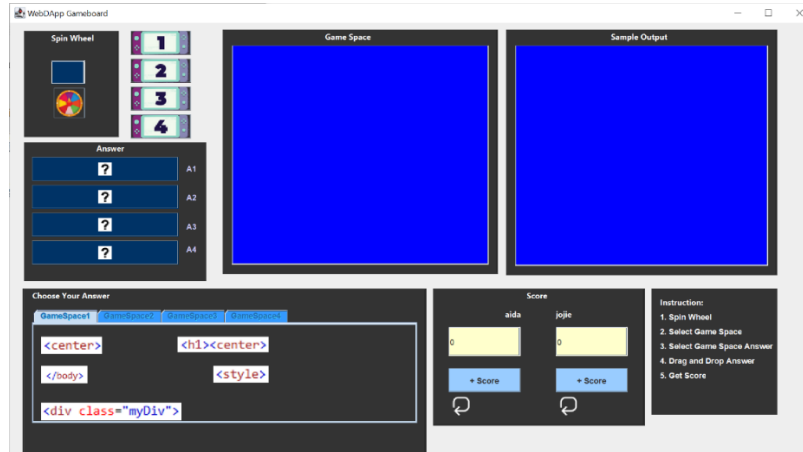 WebDApp Gameboard
Spin Wheel
1
2
3
4
Game Space
Sample Output
Answer
? A1
? A2
? A3
? A4
Choose Your Answer
GameSpace1 GameSpace2 GameSpace3 GameSpace4
<center> <h1><center>
</body> <style>
<div class="myDiv">
Score
aida jojie
0 0
+ Score + Score
Instruction:
1. Spin Wheel
2. Select Game Space
3. Select Game Space Answer
4. Drag and Drop Answer
5. Get Score